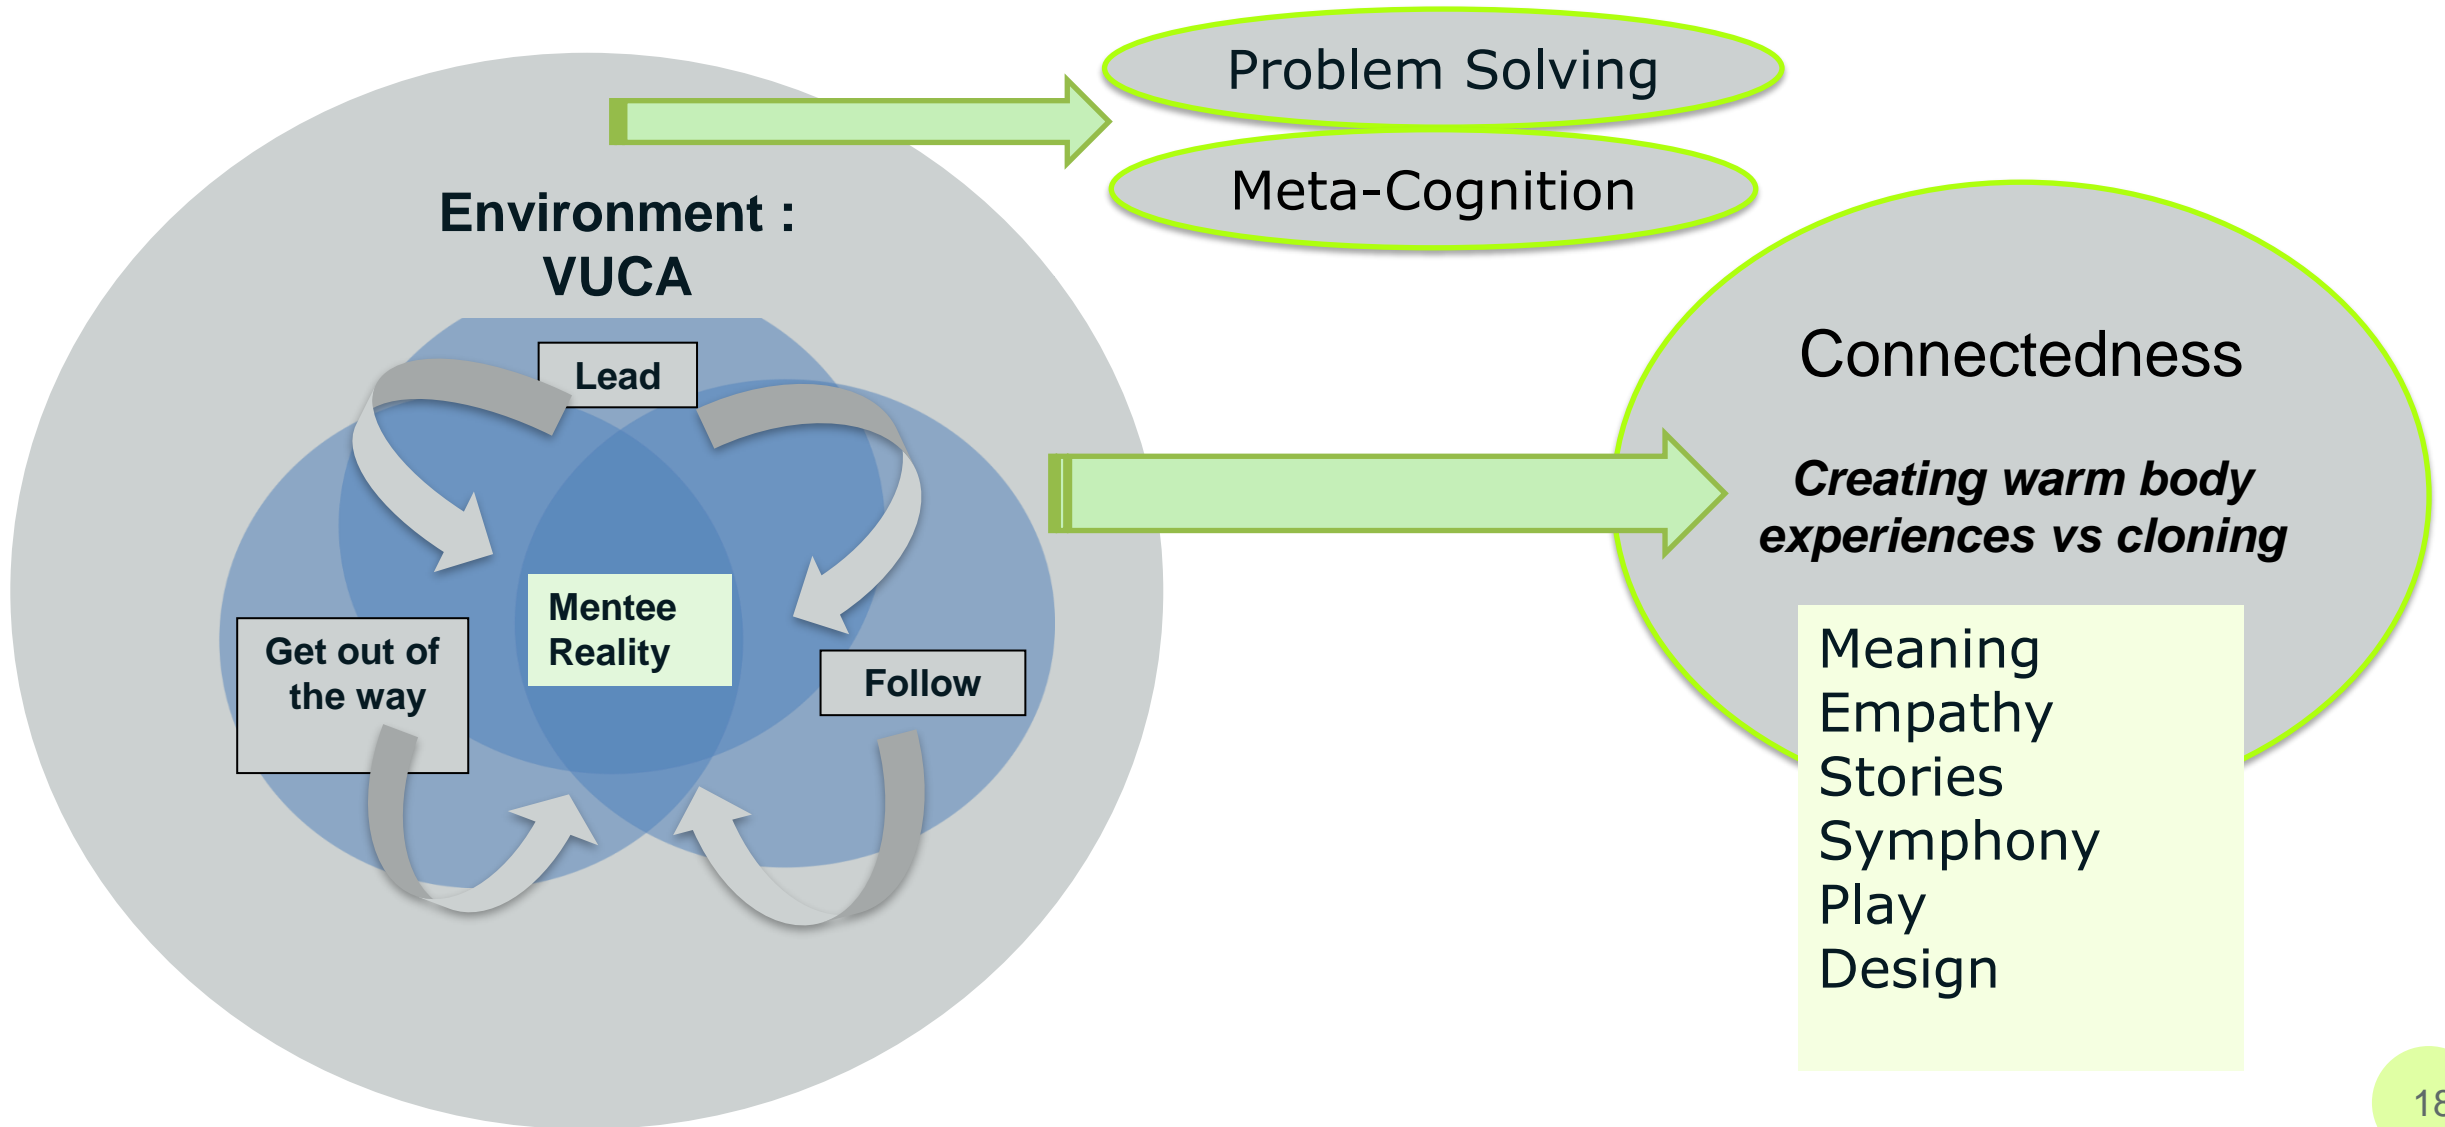 Problem Solving
Meta-Cognition
Environment :
VUCA
Lead
Mentee
Reality
Get out of
the way
Follow
Connectedness
Creating warm body
experiences vs cloning
Meaning
Empathy
Stories
Symphony
Play
Design
18